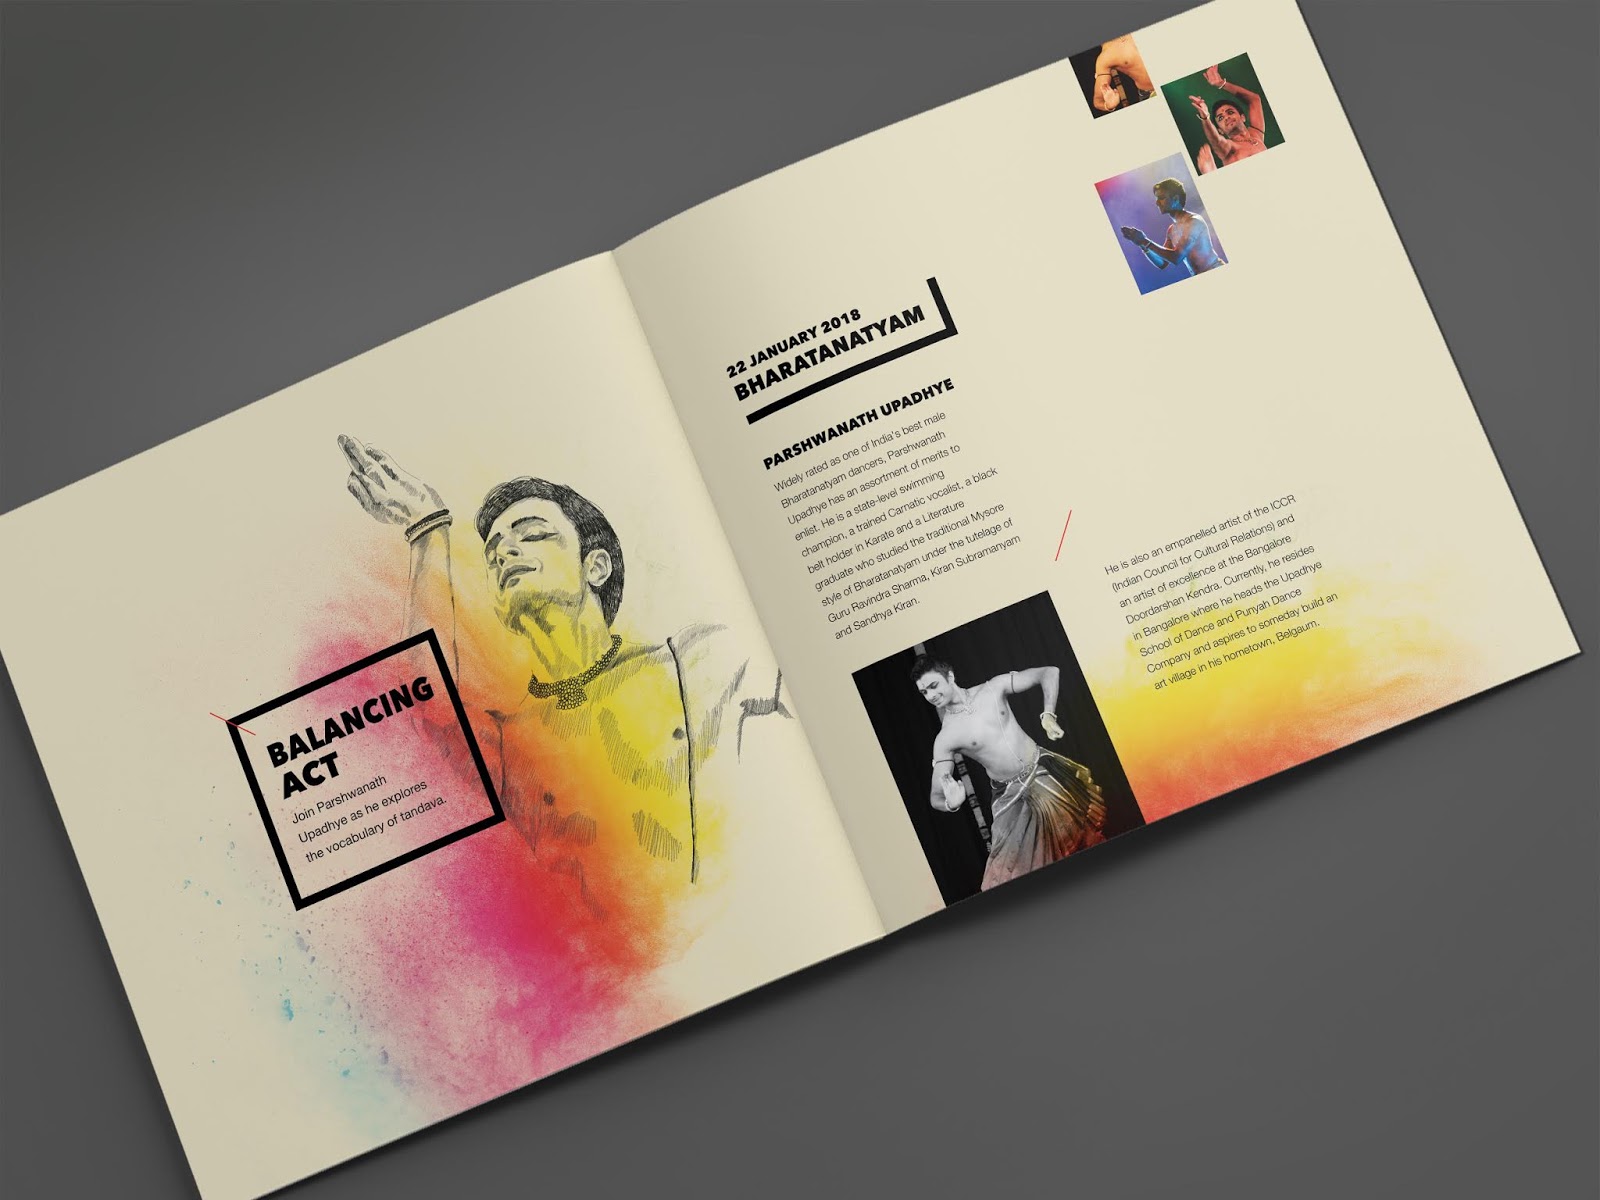 BALANCING
ACT
Join Parshwanath
Upadhye as he explores
the vocabulary of tandava.
22 JANUARY 2018
BHARATANATYAM
PARSHWANATH UPADHYE
Widely rated as one of India's best male
Bharatanatyam dancers, Parshwanath
Upadhye has an assortment of merits to
enlist. He is a state-level swimming
champion, a trained Carnatic vocalist, a black
belt holder in Karate and a Literature
graduate who studied the traditional Mysore
style of Bharatanatyam under the tutelage of
Guru Ravindra Sharma, Kiran Subramanyam
and Sandhya Kiran.
He is also an empanelled artist of the ICCR
(Indian Council for Cultural Relations) and
an artist of excellence at the Bangalore
Doordarshan Kendra. Currently, he resides
in Bangalore where he heads the Upadhye
School of Dance and Punyah Dance
Company and aspires to someday build an
art village in his hometown, Belgaum.